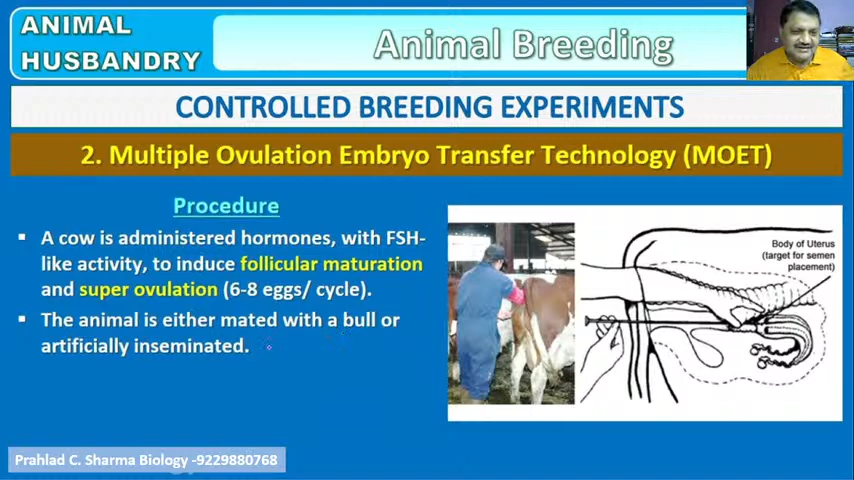 ANIMAL
HUSBANDRY
Animal Breeding
CONTROLLED BREEDING EXPERIMENTS
2. Multiple Ovulation Embryo Transfer Technology (MOET)
Procedure
▪ A cow is administered hormones, with FSH-
like activity, to induce follicular maturation
and super ovulation (6-8 eggs/ cycle).
▪ The animal is either mated with a bull or
artificially inseminated.
Body of Uterus
(target for semen
placement)
Prahlad C. Sharma Biology -9229880768